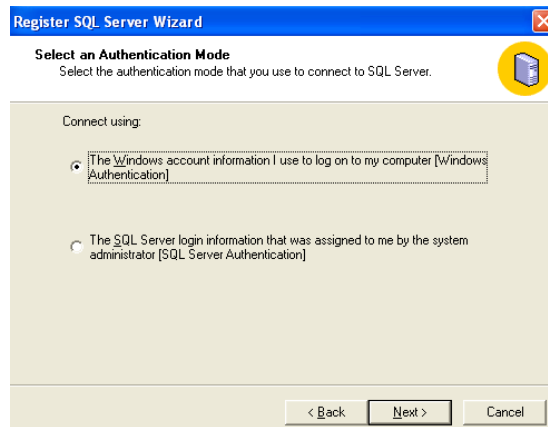 Register SQL Server Wizard
Select an Authentication Mode
Select the authentication mode that you use to connect to SQL Server.
Connect using:
The Windows account information I use to log on to my computer [Windows
Authentication]
The SQL Server login information that was assigned to me by the system
administrator [SQL Server Authentication]
< Back Next > Cancel